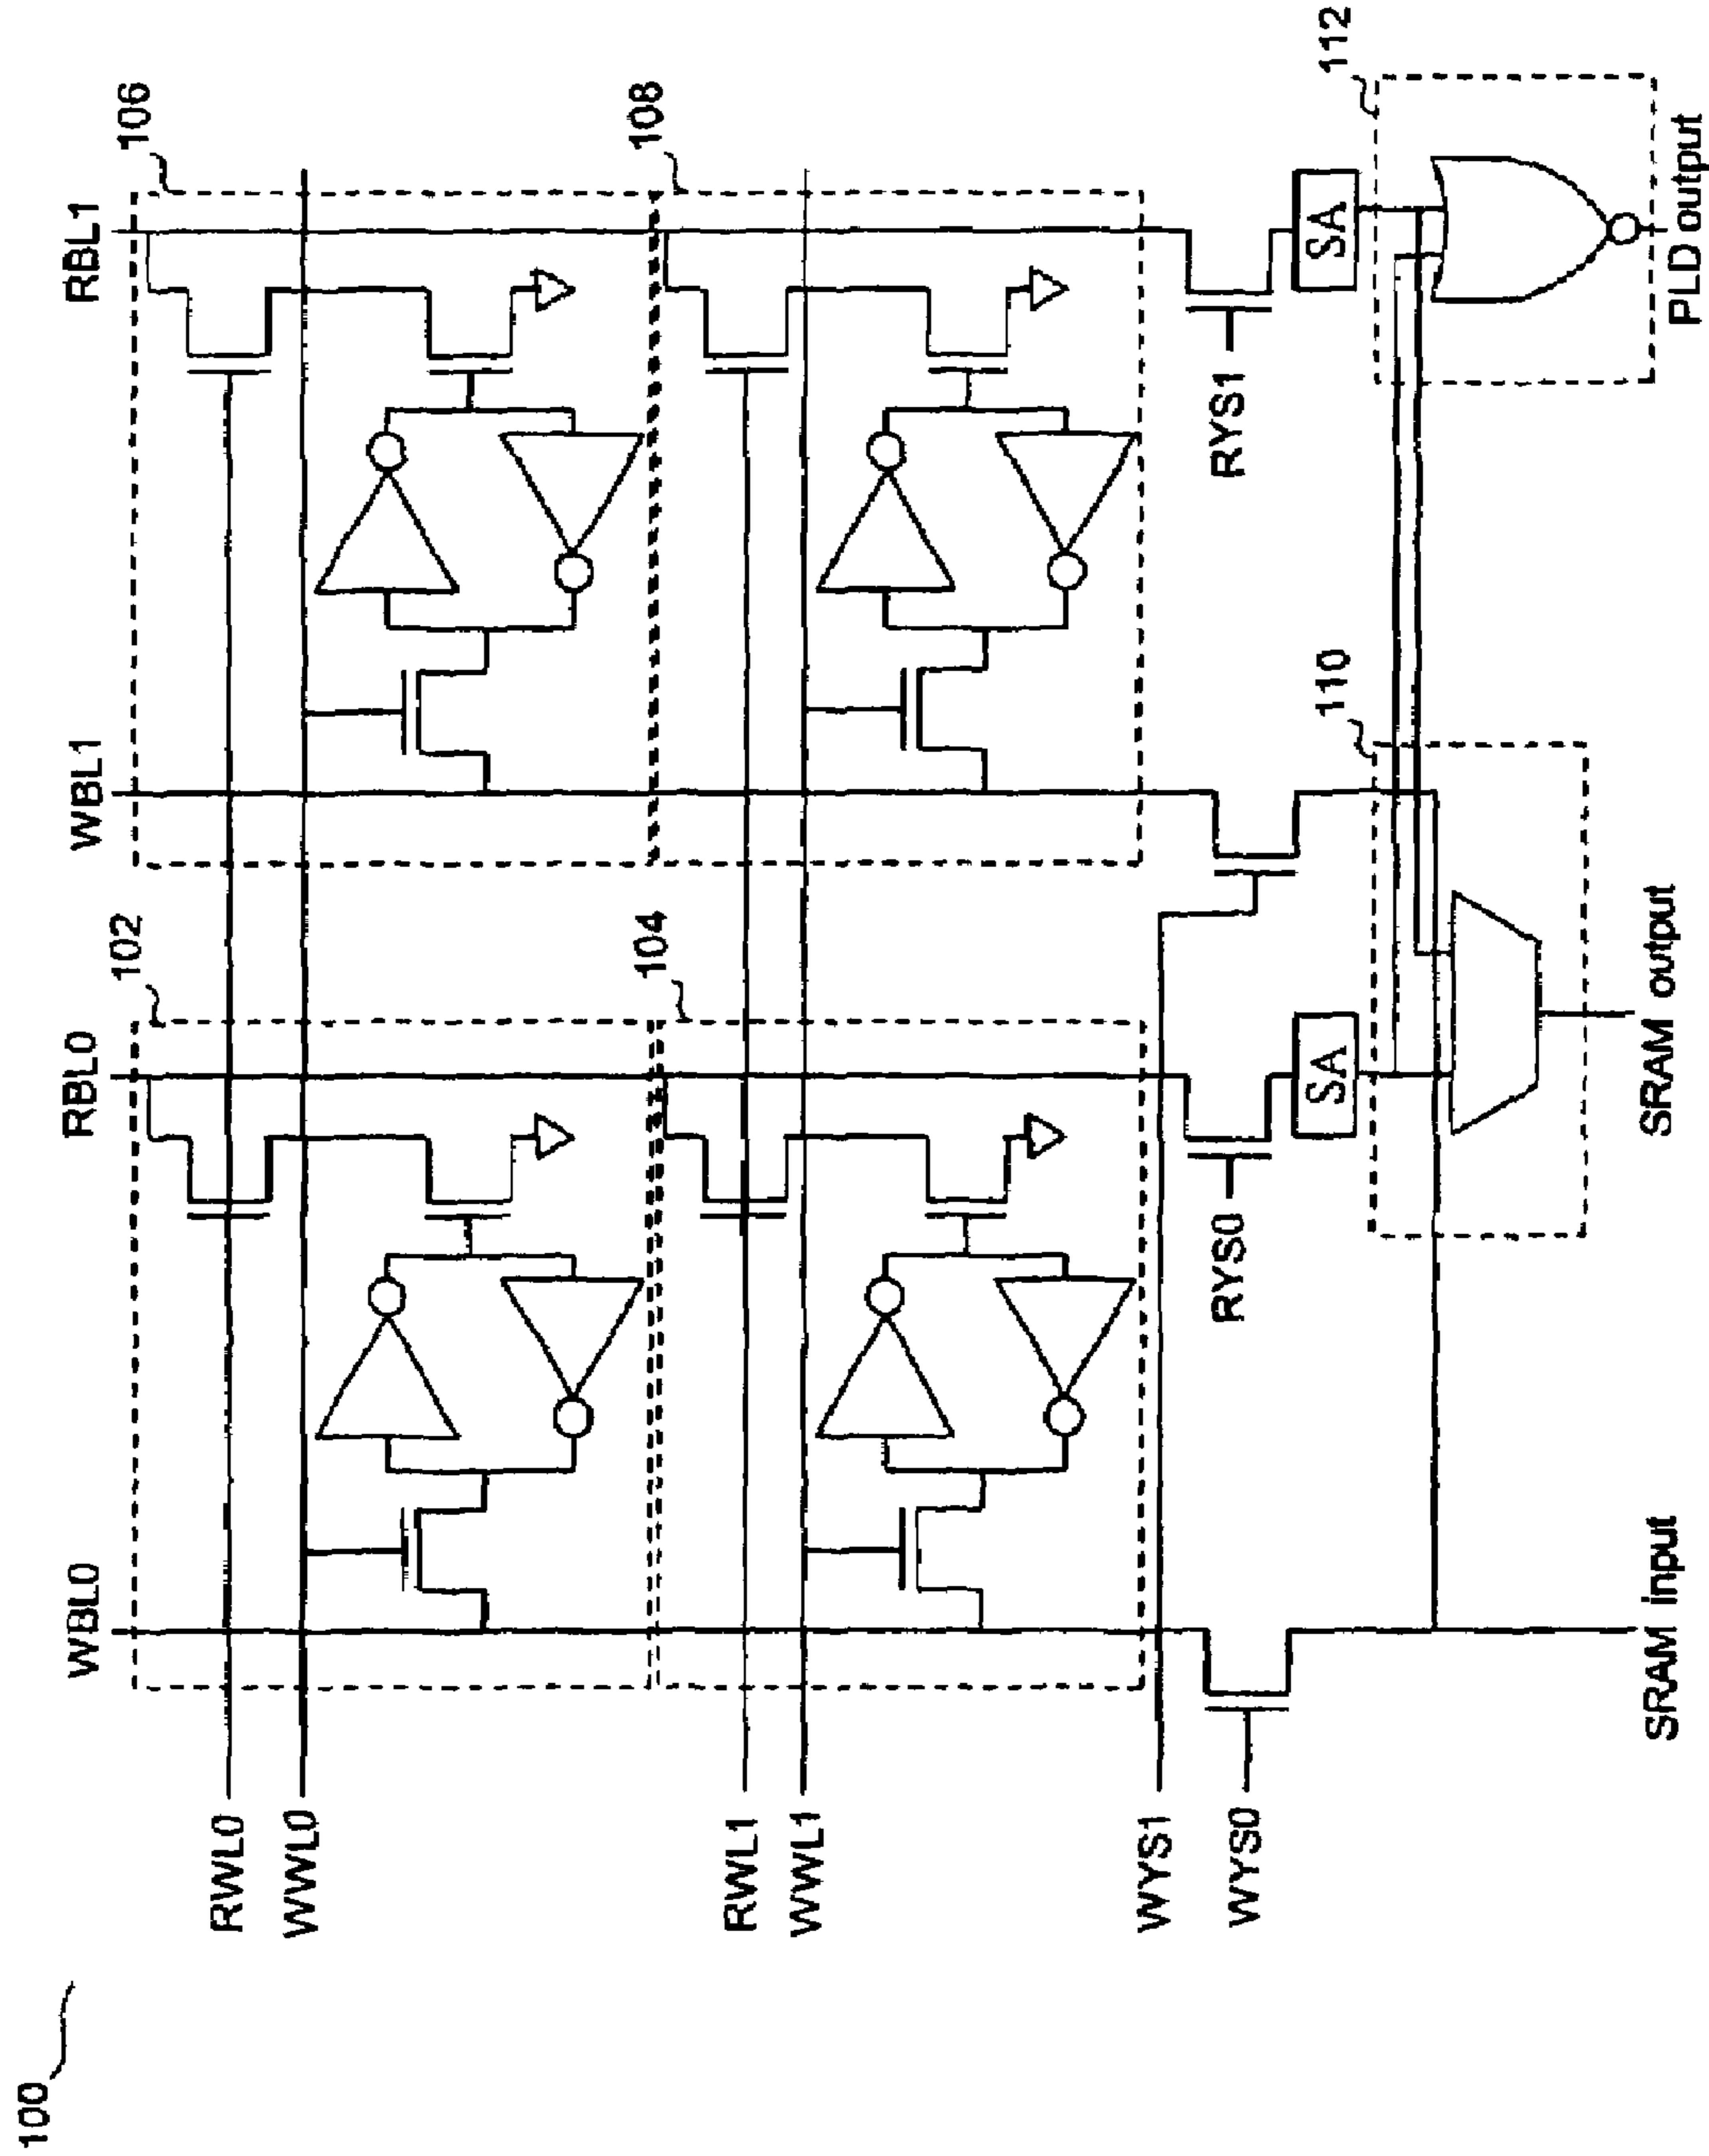 100
WBL0
RBL0
WBL1
RBL1
102
106
RWL0
WWL0
104
108
RWL1
WWL1
WYS1
WYS0
RYS0
RYS1
SA
SA
110
112
SRAM input
SRAM output
PLD output